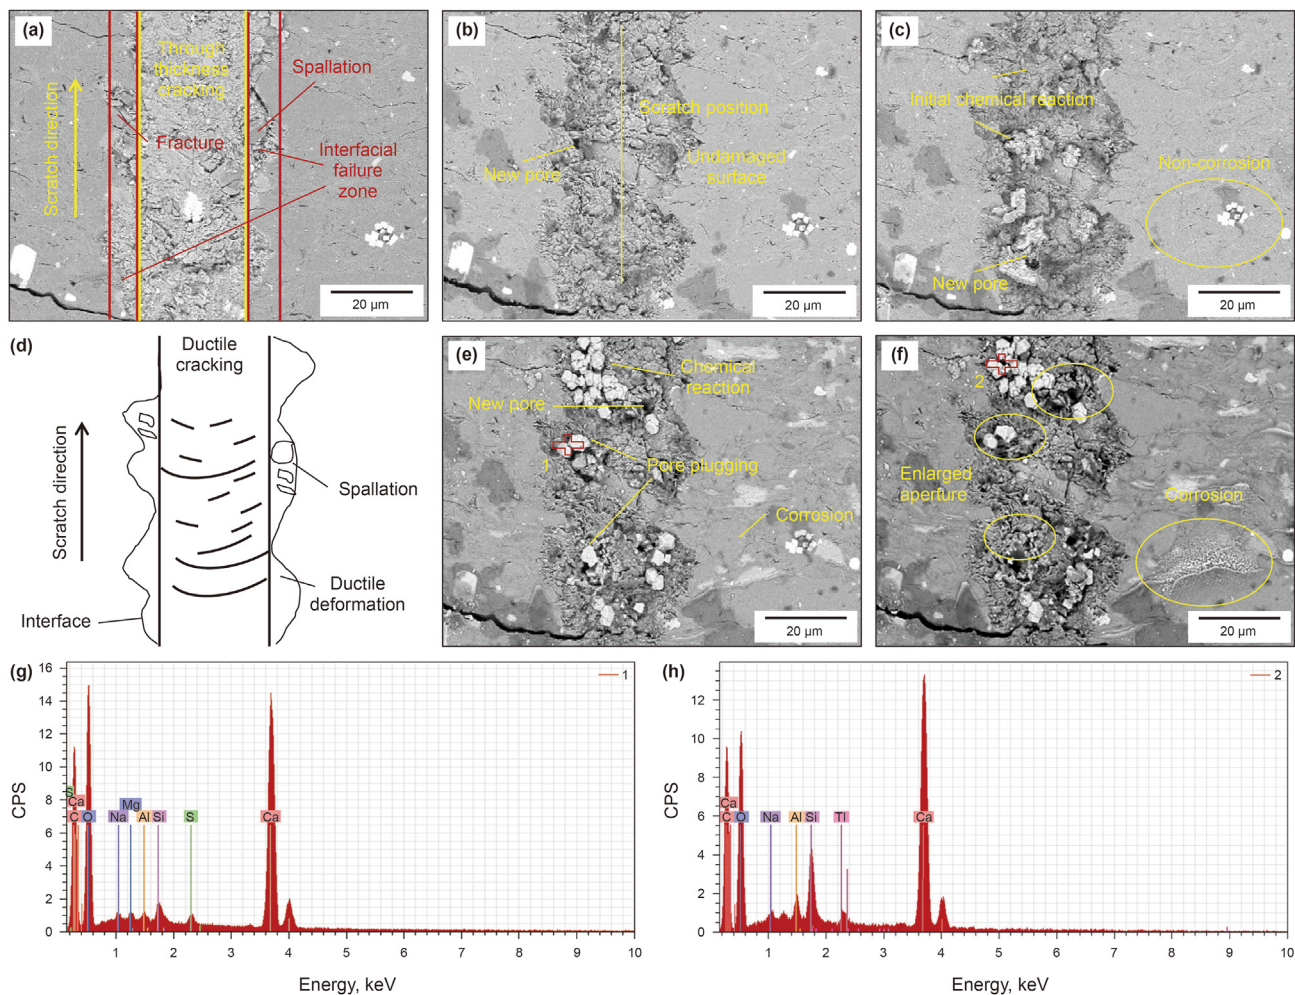 (a)
Through
thickness
cracking
Spallation
Scratch direction
Fracture
Interfacial
failure
zone
20 µm
(b)
Scratch position
New pore
Undamaged
surface
20 µm
(c)
Initial chemical reaction
Non-corrosion
New pore
20 µm
(d)
Ductile
cracking
Scratch direction
Spallation
Ductile
deformation
Interface
(e)
Chemical
reaction
New pore
1
Pore plugging
Corrosion
20 µm
(f)
2
Enlarged
aperture
Corrosion
20 µm
(g)
1
16
14
12
10
8
6
4
2
0
CPS
S
Ca
C
O
Na
Mg
Al
Si
S
Ca
1
2
3
4
5
6
7
8
9
10
Energy, keV
(h)
2
12
10
8
6
4
2
0
CPS
Ca
C
O
Na
Al
Si
Tl
Ca
1
2
3
4
5
6
7
8
9
10
Energy, keV